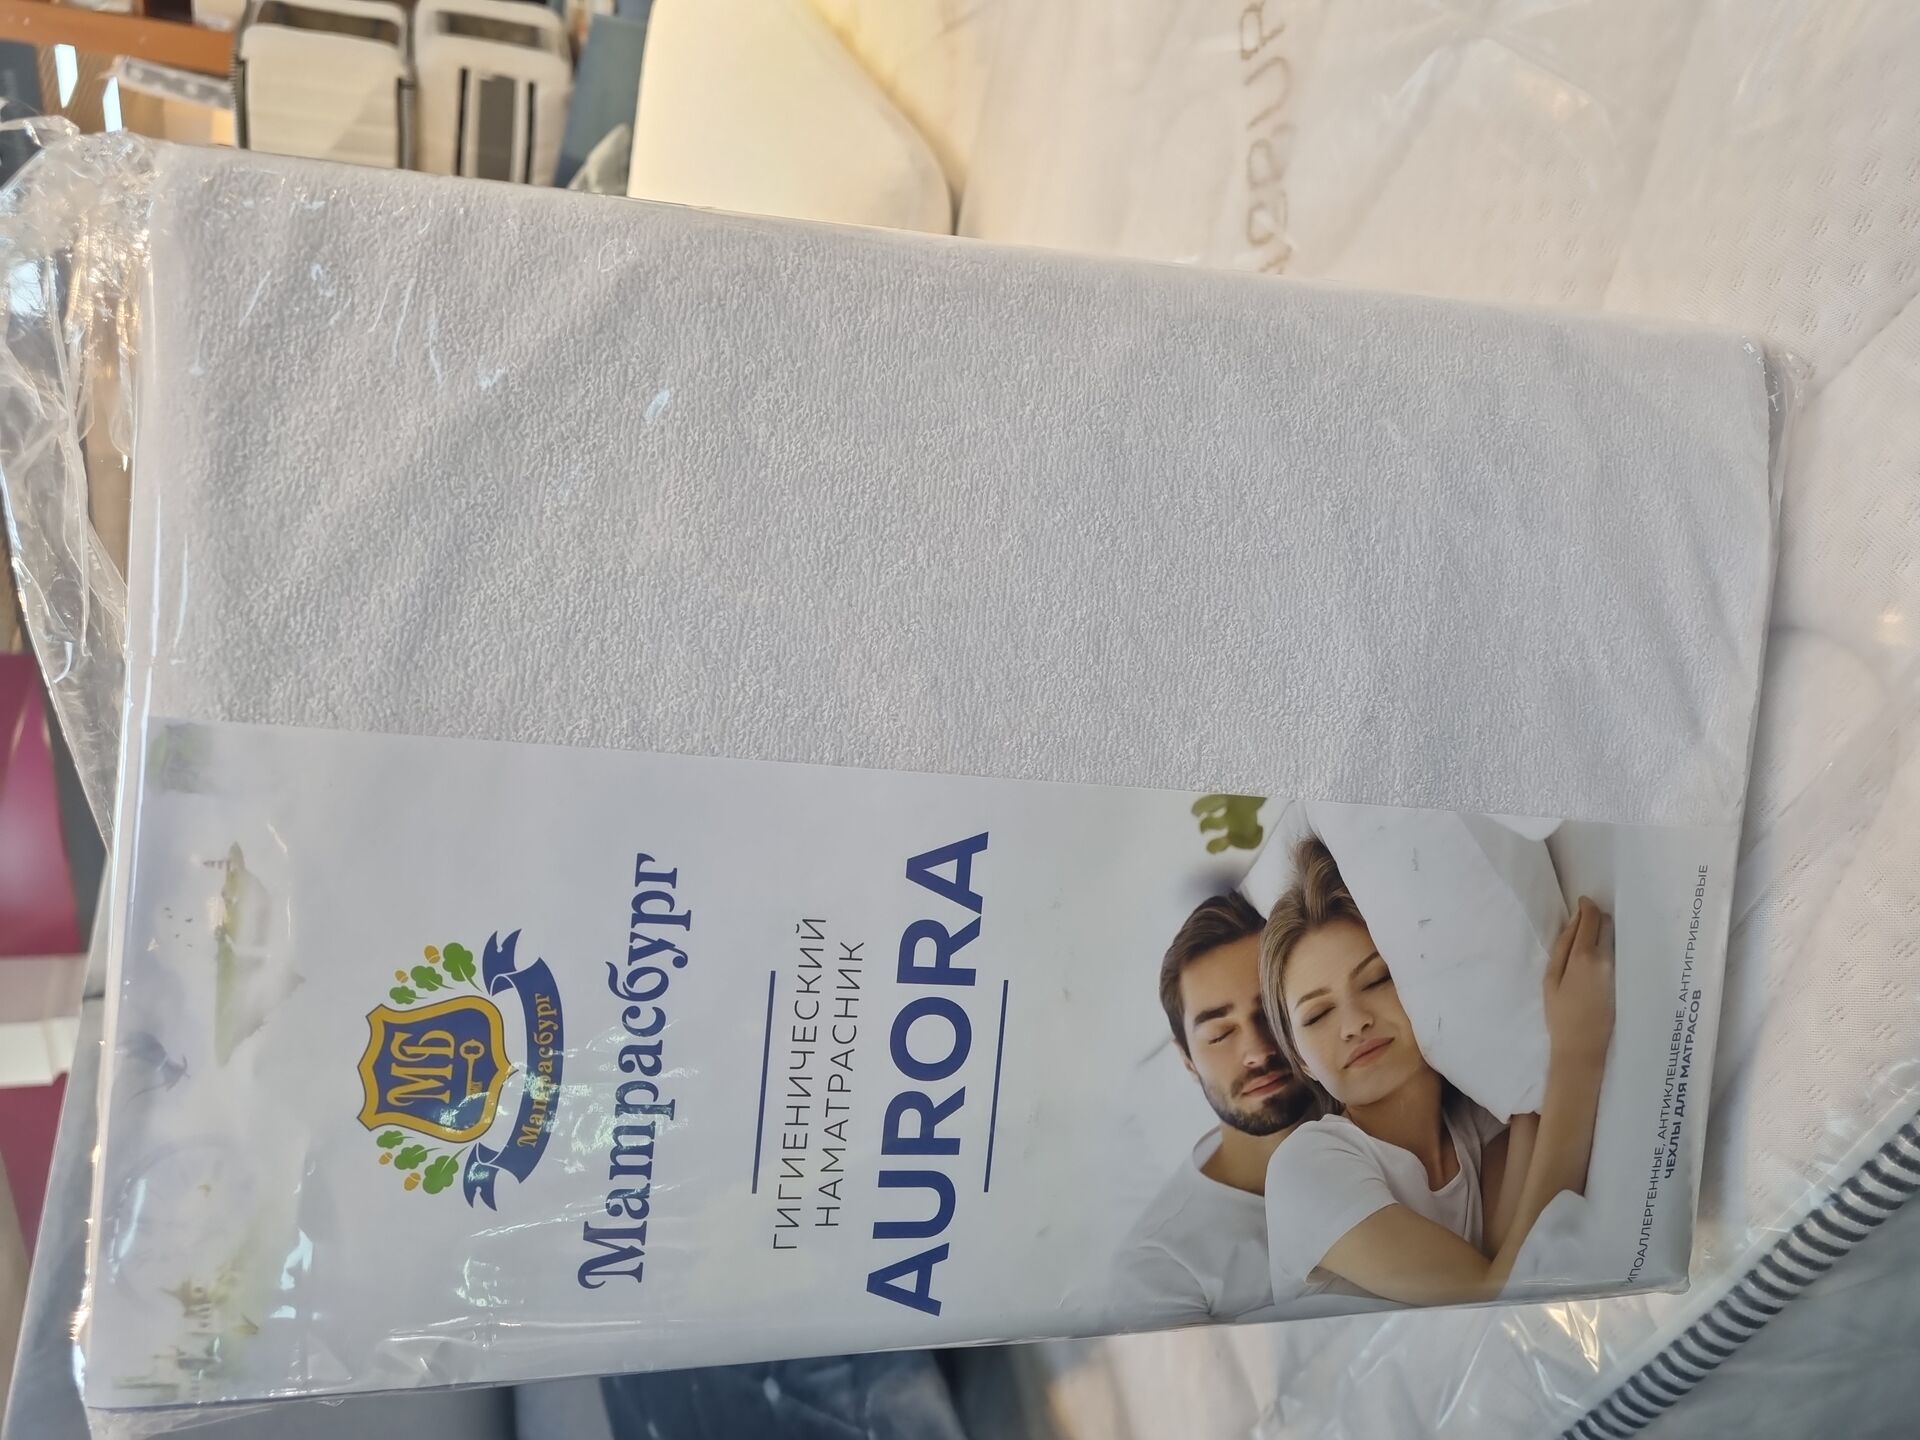 МБ
Матрасбург
Матрасбург
ГИГИЕНИЧЕСКИЙ
НАМАТРАСНИК
AURORA
ГИПОАЛЛЕРГЕННЫЕ, АНТИКЛЕЩЕВЫЕ, АНТИГРИБКОВЫЕ
ЧЕХЛЫ ДЛЯ МАТРАСОВ